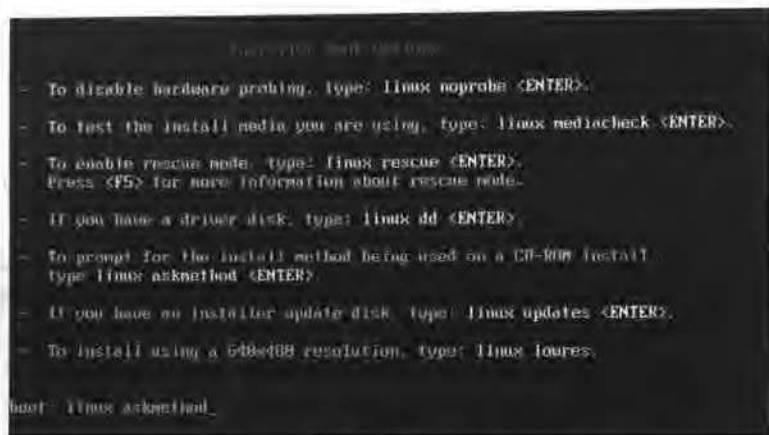 Installer Boot Options
- To disable hardware probing, type: linux noprobe <ENTER>.
- To test the install media you are using, type: linux mediacheck <ENTER>.
- To enable rescue mode, type: linux rescue <ENTER>.
Press <F5> for more information about rescue mode.
- If you have a driver disk, type: linux dd <ENTER>.
- To prompt for the install method being used on a CD-ROM install
type linux askmethod <ENTER>.
- If you have an installer update disk, type: linux updates <ENTER>.
- To install using a 640x480 resolution, type: linux lowres
boot: linux askmethod_